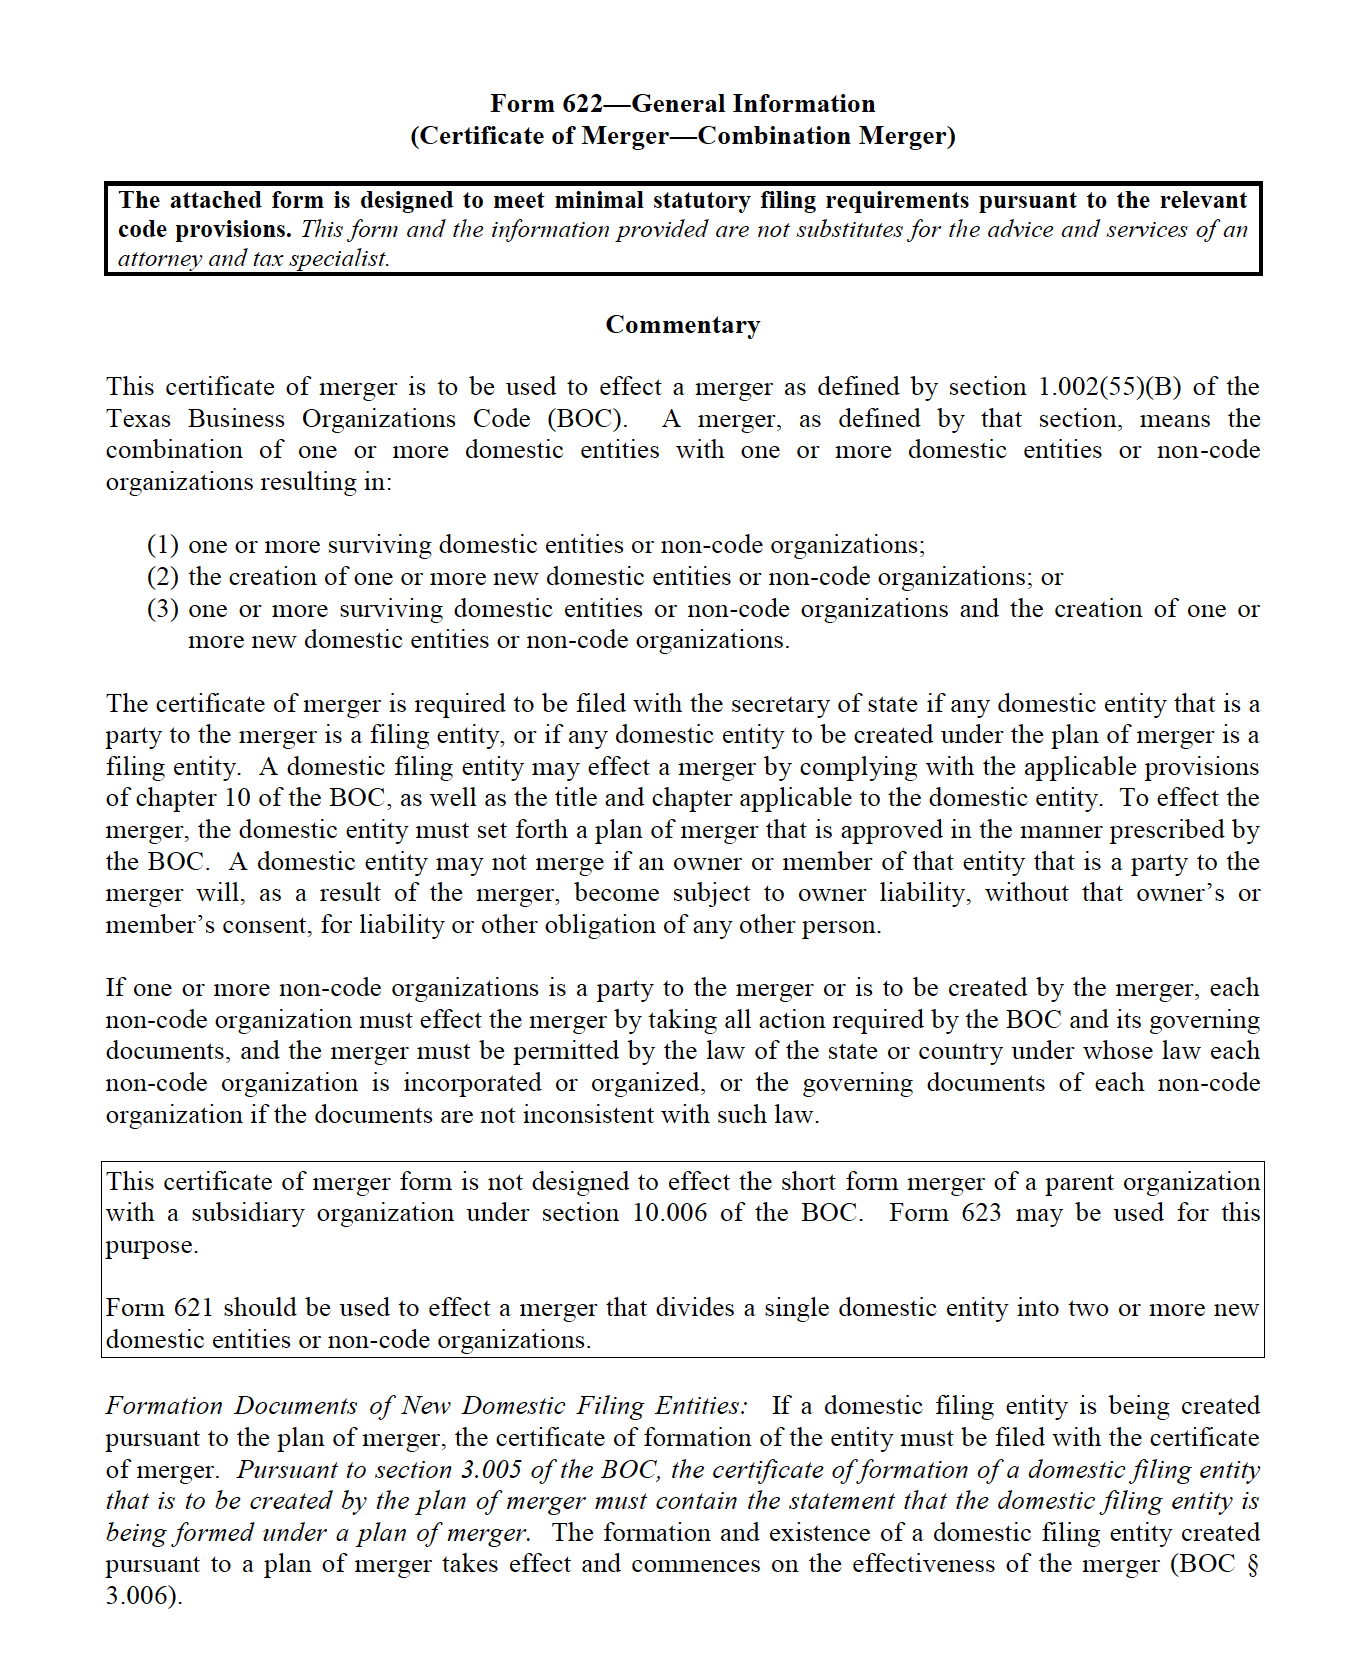 Form 622—General Information
(Certificate of Merger—Combination Merger)
The attached form is designed to meet minimal statutory filing requirements pursuant to the relevant
code provisions. This form and the information provided are not substitutes for the advice and services of an
attorney and tax specialist.
Commentary
This certificate of merger is to be used to effect a merger as defined by section 1.002(55)(B) of the
Texas Business Organizations Code (BOC).  A merger, as defined by that section, means the
combination of one or more domestic entities with one or more domestic entities or non-code
organizations resulting in:
(1) one or more surviving domestic entities or non-code organizations;
(2) the creation of one or more new domestic entities or non-code organizations; or
(3) one or more surviving domestic entities or non-code organizations and the creation of one or
more new domestic entities or non-code organizations.
The certificate of merger is required to be filed with the secretary of state if any domestic entity that is a
party to the merger is a filing entity, or if any domestic entity to be created under the plan of merger is a
filing entity.  A domestic filing entity may effect a merger by complying with the applicable provisions
of chapter 10 of the BOC, as well as the title and chapter applicable to the domestic entity.  To effect the
merger, the domestic entity must set forth a plan of merger that is approved in the manner prescribed by
the BOC.  A domestic entity may not merge if an owner or member of that entity that is a party to the
merger will, as a result of the merger, become subject to owner liability, without that owner’s or
member’s consent, for liability or other obligation of any other person.
If one or more non-code organizations is a party to the merger or is to be created by the merger, each
non-code organization must effect the merger by taking all action required by the BOC and its governing
documents, and the merger must be permitted by the law of the state or country under whose law each
non-code organization is incorporated or organized, or the governing documents of each non-code
organization if the documents are not inconsistent with such law.
This certificate of merger form is not designed to effect the short form merger of a parent organization
with a subsidiary organization under section 10.006 of the BOC.  Form 623 may be used for this
purpose.
Form 621 should be used to effect a merger that divides a single domestic entity into two or more new
domestic entities or non-code organizations.
Formation Documents of New Domestic Filing Entities:  If a domestic filing entity is being created
pursuant to the plan of merger, the certificate of formation of the entity must be filed with the certificate
of merger.  Pursuant to section 3.005 of the BOC, the certificate of formation of a domestic filing entity
that is to be created by the plan of merger must contain the statement that the domestic filing entity is
being formed under a plan of merger.  The formation and existence of a domestic filing entity created
pursuant to a plan of merger takes effect and commences on the effectiveness of the merger (BOC §
3.006).